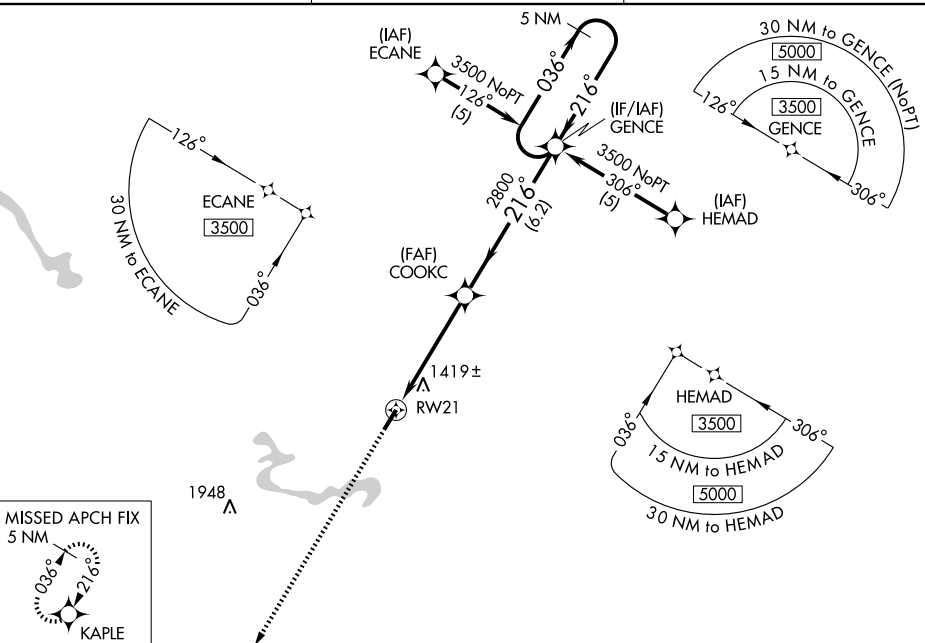 (IAF)
ECANE
3500 NoPT
126°
(5)
5 NM
036°
216°
(IF/IAF)
GENCE
3500 NoPT
306°
(5)
(IAF)
HEMAD
30 NM to GENCE (NoPT)
5000
15 NM to GENCE
3500
GENCE
126°
306°
126°
ECANE
3500
30 NM to ECANE
036°
2800
216°
(6.2)
(FAF)
COOKC
1419±
RW21
HEMAD
3500
036°
306°
15 NM to HEMAD
5000
30 NM to HEMAD
1948
MISSED APCH FIX
5 NM
036°
216°
KAPLE